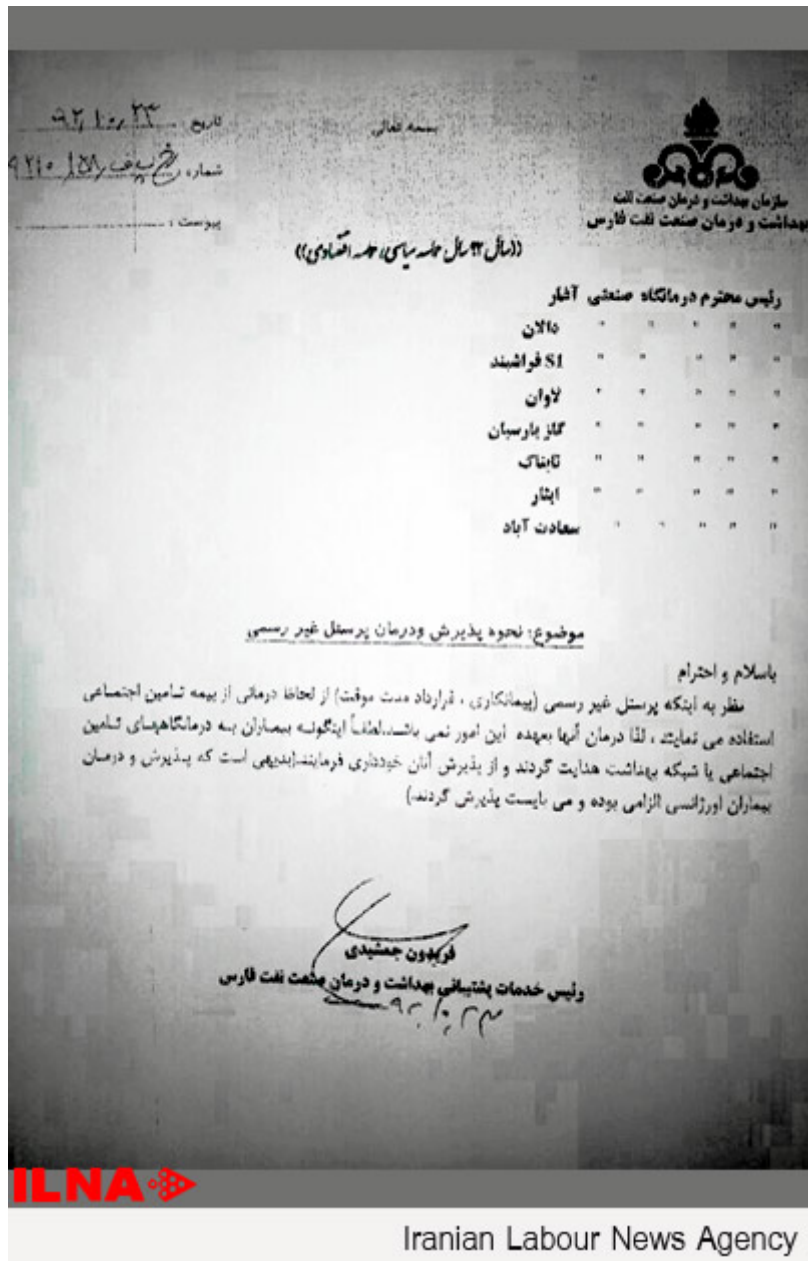 بسمه تعالی
تاریخ ۹۲,۱۰,۲۳
شماره
پیوست :
سازمان بهداشت و درمان صنعت نفت
بهداشت و درمان صنعت نفت فارس
((سال ۹۲ سال حماسه سیاسی، حماسه اقتصادی))
رئیس محترم درمانگاه صنعتی آغار
" " " " دالان
" " " " S1 فراشبند
" " " " لاوان
" " " " گاز پارسیان
" " " " تابناک
" " " " ایثار
" " " " سعادت آباد
موضوع: نحوه پذیرش ودرمان پرسنل غیر رسمی
باسلام و احترام
نظر به اینکه پرسنل غیر رسمی (پیمانکاری ، قرارداد مدت موقت) از لحاظ درمانی از بیمه تامین اجتماعی
استفاده می نمایند ، لذا درمان آنها بعهده این امور نمی باشد.لطفاً اینگونه بیماران به درمانگاههای تامین
اجتماعی یا شبکه بهداشت هدایت گردند و از پذیرش آنان خودداری فرمایند.(بدیهی است که پذیرش و درمان
بیماران اورژانسی الزامی بوده و می بایست پذیرش گردند.)
فریدون جمشیدی
رئیس خدمات پشتیبانی بهداشت و درمان صنعت نفت فارس
۹۲,۱۰,۲۳
ILNA
Iranian Labour News Agency